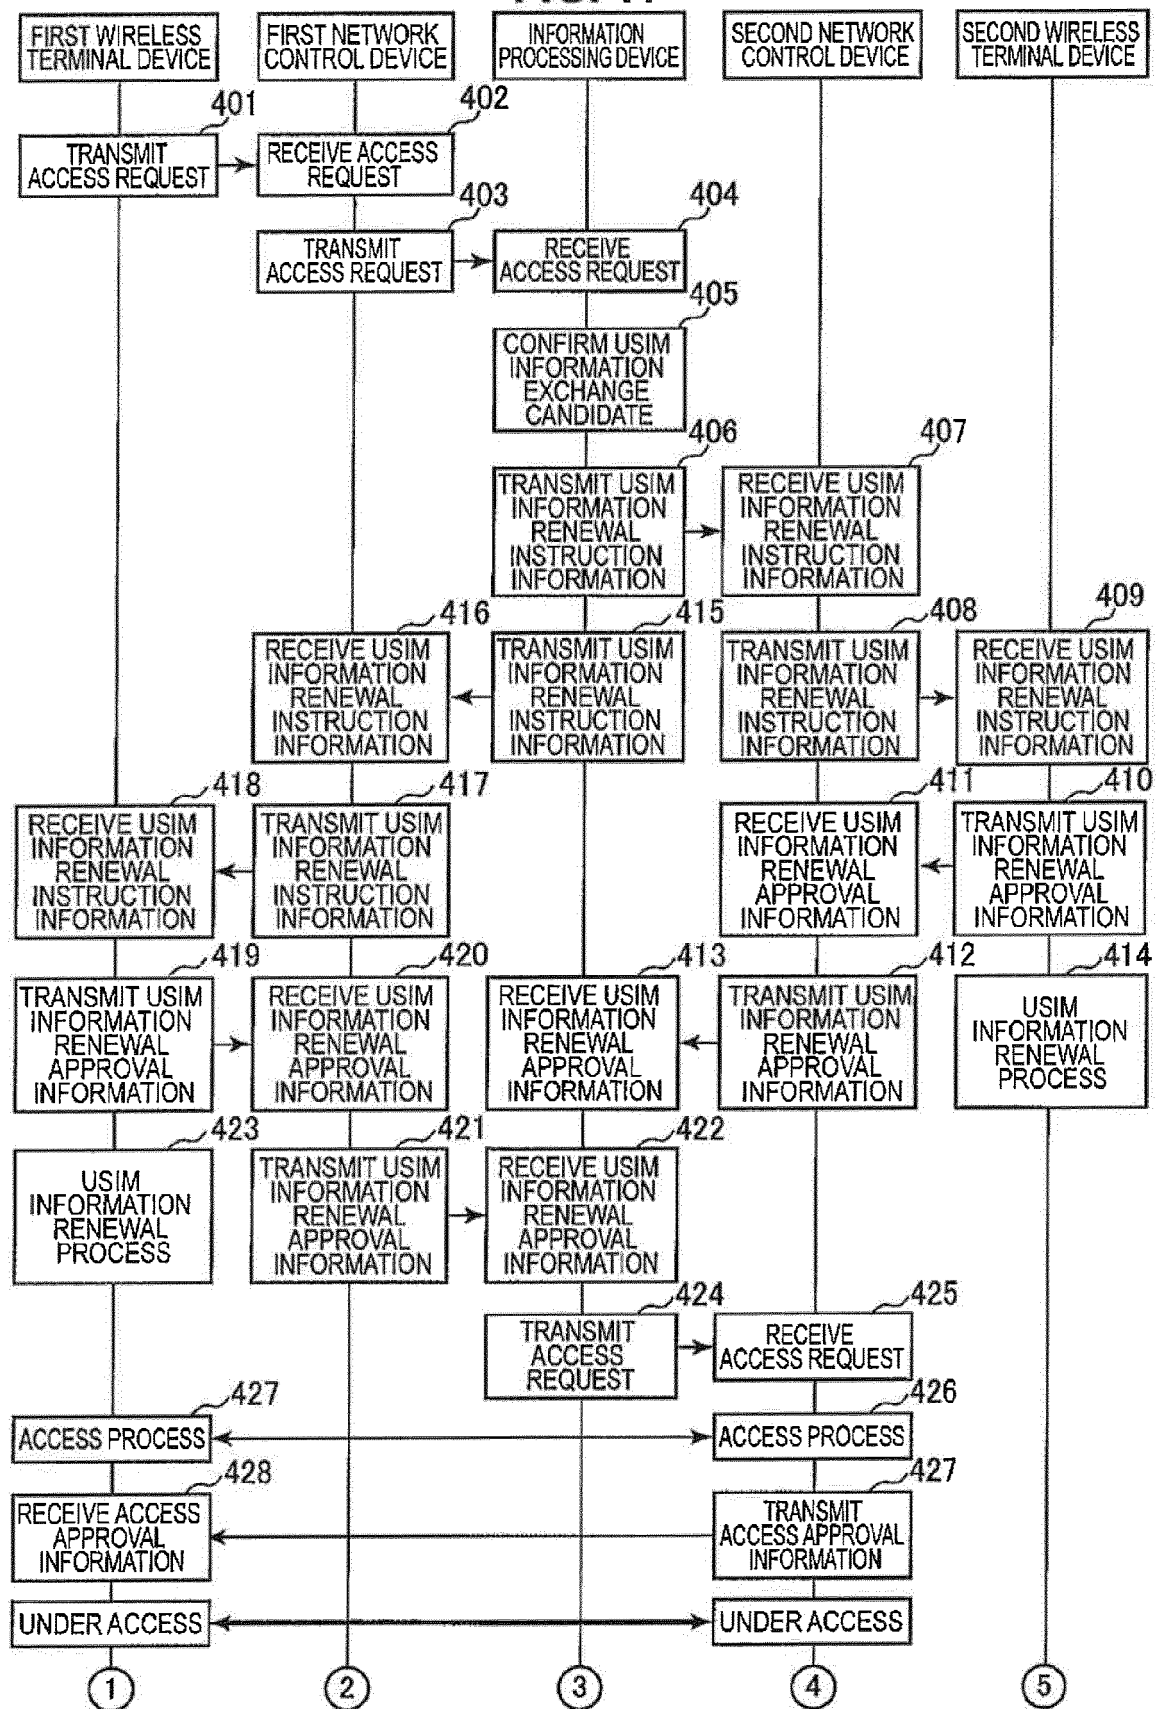 FIRST WIRELESS
TERMINAL DEVICE
FIRST NETWORK
CONTROL DEVICE
INFORMATION
PROCESSING DEVICE
SECOND NETWORK
CONTROL DEVICE
SECOND WIRELESS
TERMINAL DEVICE
401
TRANSMIT
ACCESS REQUEST
402
RECEIVE ACCESS
REQUEST
403
TRANSMIT
ACCESS REQUEST
404
RECEIVE
ACCESS REQUEST
405
CONFIRM USIM
INFORMATION
EXCHANGE
CANDIDATE
406
TRANSMIT USIM
INFORMATION
RENEWAL
INSTRUCTION
INFORMATION
407
RECEIVE USIM
INFORMATION
RENEWAL
INSTRUCTION
INFORMATION
416
RECEIVE USIM
INFORMATION
RENEWAL
INSTRUCTION
INFORMATION
415
TRANSMIT USIM
INFORMATION
RENEWAL
INSTRUCTION
INFORMATION
408
TRANSMIT USIM
INFORMATION
RENEWAL
INSTRUCTION
INFORMATION
409
RECEIVE USIM
INFORMATION
RENEWAL
INSTRUCTION
INFORMATION
418
RECEIVE USIM
INFORMATION
RENEWAL
INSTRUCTION
INFORMATION
417
TRANSMIT USIM
INFORMATION
RENEWAL
INSTRUCTION
INFORMATION
411
RECEIVE USIM
INFORMATION
RENEWAL
APPROVAL
INFORMATION
410
TRANSMIT USIM
INFORMATION
RENEWAL
APPROVAL
INFORMATION
419
TRANSMIT USIM
INFORMATION
RENEWAL
APPROVAL
INFORMATION
420
RECEIVE USIM
INFORMATION
RENEWAL
APPROVAL
INFORMATION
413
RECEIVE USIM
INFORMATION
RENEWAL
APPROVAL
INFORMATION
412
TRANSMIT USIM
INFORMATION
RENEWAL
APPROVAL
INFORMATION
414
USIM
INFORMATION
RENEWAL
PROCESS
423
USIM
INFORMATION
RENEWAL
PROCESS
421
TRANSMIT USIM
INFORMATION
RENEWAL
APPROVAL
INFORMATION
422
RECEIVE USIM
INFORMATION
RENEWAL
APPROVAL
INFORMATION
424
TRANSMIT
ACCESS
REQUEST
425
RECEIVE
ACCESS REQUEST
427
ACCESS PROCESS
426
ACCESS PROCESS
428
RECEIVE ACCESS
APPROVAL
INFORMATION
427
TRANSMIT
ACCESS APPROVAL
INFORMATION
UNDER ACCESS
UNDER ACCESS
1
2
3
4
5